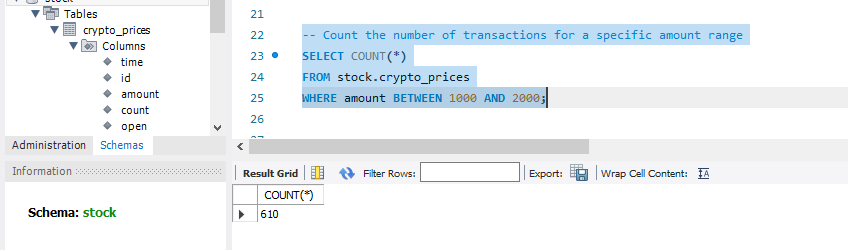 stock
Tables
crypto_prices
Columns
time
id
amount
count
open
Administration Schemas
Information
Schema: stock
21
22 -- Count the number of transactions for a specific amount range
23 SELECT COUNT(*)
24 FROM stock.crypto_prices
25 WHERE amount BETWEEN 1000 AND 2000;
26
27
Result Grid Filter Rows: Export: Wrap Cell Content: IA
COUNT(*)
610